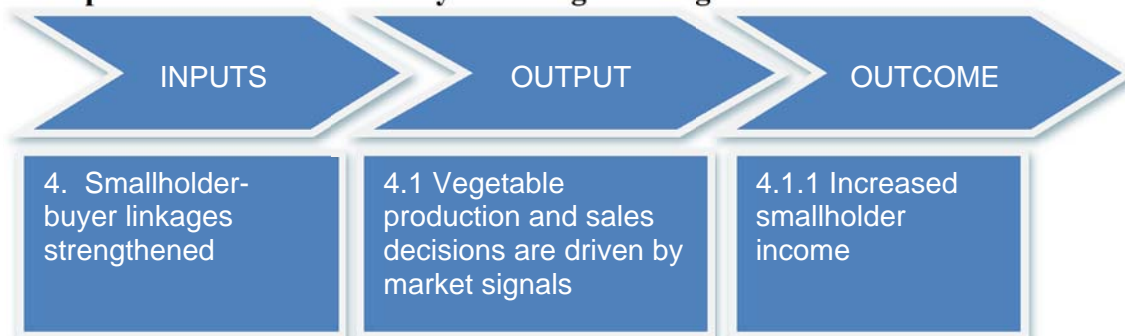 INPUTS
OUTPUT
OUTCOME
4. Smallholder-
buyer linkages
strengthened
4.1 Vegetable
production and sales
decisions are driven by
market signals
4.1.1 Increased
smallholder
income